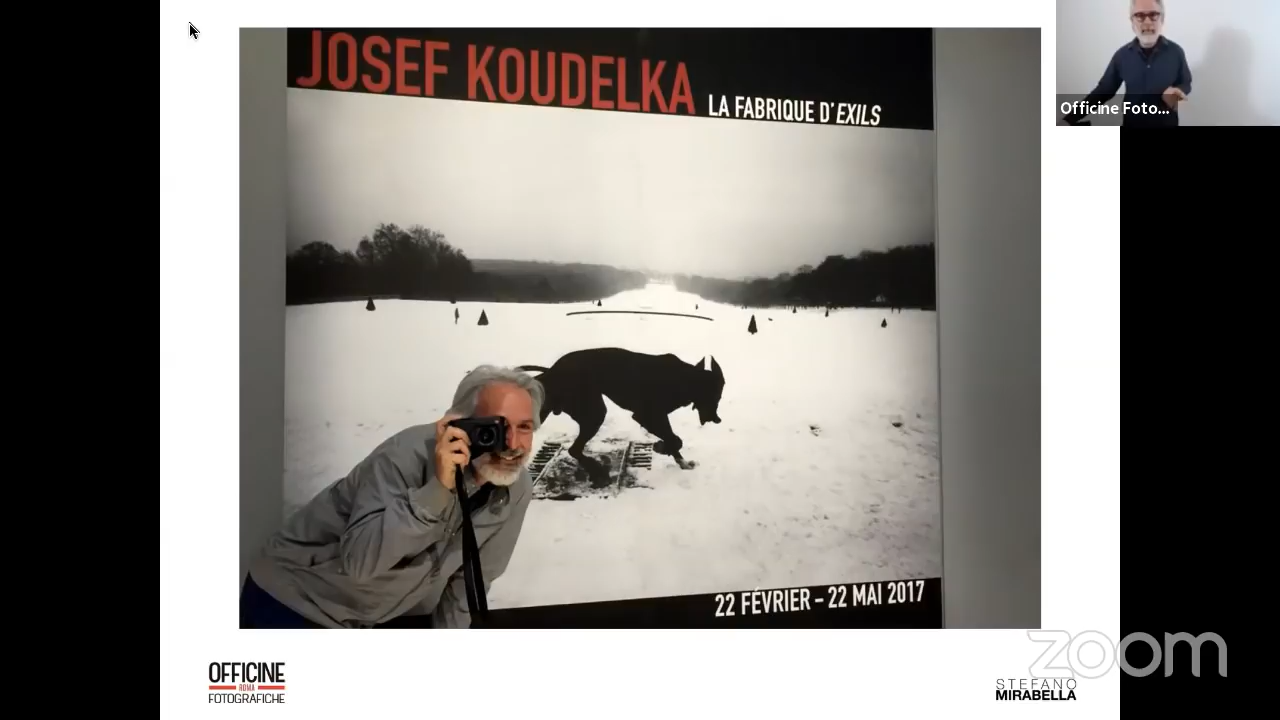 JOSEF KOUDELKA
LA FABRIQUE D'EXILS
Officine Foto...
22 FÉVRIER – 22 MAI 2017
zoom
OFFICINE
ROMA
FOTOGRAFICHE
STEFANO
MIRABELLA